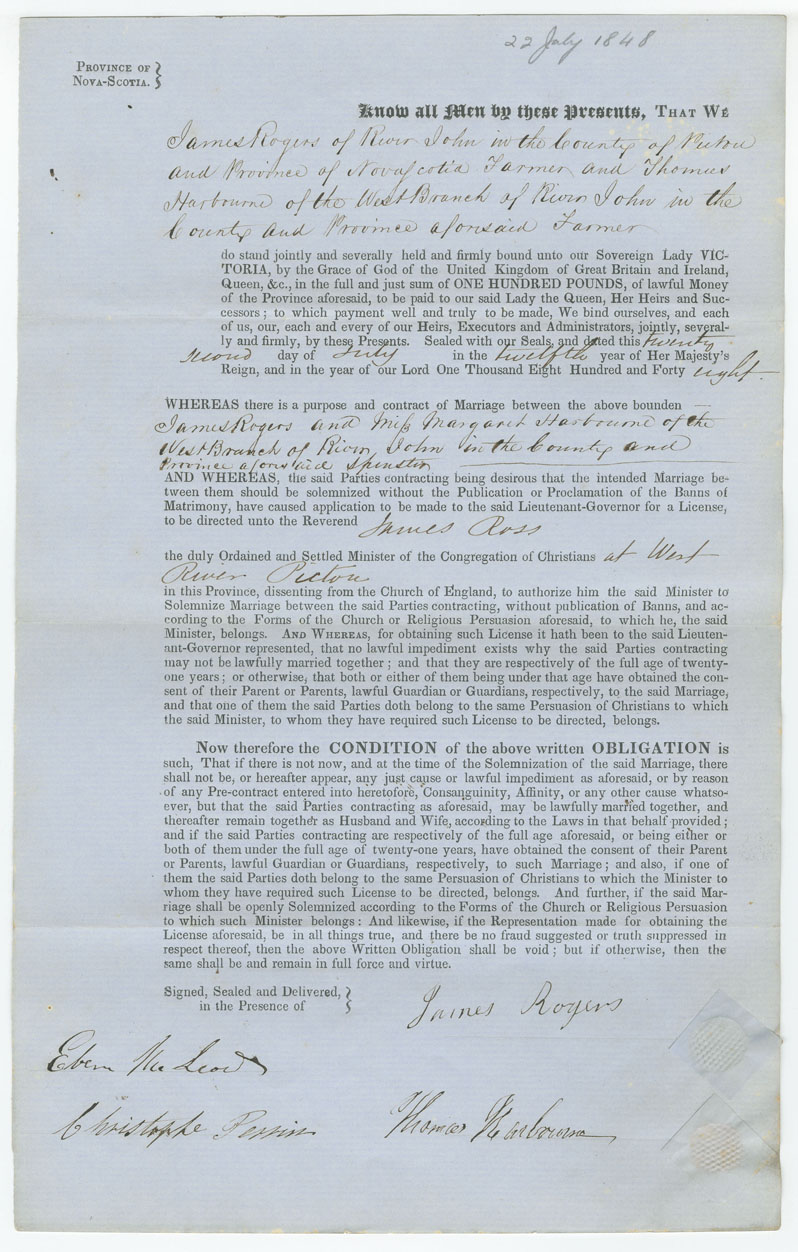 22 July 1848
PROVINCE OF
NOVA-SCOTIA.
Know all Men by these Presents, THAT WE
James Rogers of River John in the County of Pictou
and Province of Novascotia Farmer and Thomas
Harbourne of the West Branch of River John in the
County and Province aforesaid Farmer
do stand jointly and severally held and firmly bound unto our Sovereign Lady VIC-
TORIA, by the Grace of God of the United Kingdom of Great Britain and Ireland,
Queen, &c., in the full and just sum of ONE HUNDRED POUNDS, of lawful Money
of the Province aforesaid, to be paid to our said Lady the Queen, Her Heirs and Suc-
cessors; to which payment well and truly to be made, We bind ourselves, and each
of us, our, each and every of our Heirs, Executors and Administrators, jointly, several-
ly and firmly, by these Presents. Sealed with our Seals, and dated this twenty
second day of July in the twelfth year of Her Majesty's
Reign, and in the year of our Lord One Thousand Eight Hundred and Forty eight
WHEREAS there is a purpose and contract of Marriage between the above bounden
James Rogers and Miss Margaret Harbourne of the
West Branch of River John in the County and
Province aforesaid Spinster
AND WHEREAS, the said Parties contracting being desirous that the intended Marriage be-
tween them should be solemnized without the Publication or Proclamation of the Banns of
Matrimony, have caused application to be made to the said Lieutenant-Governor for a License,
to be directed unto the Reverend James Ross
the duly Ordained and Settled Minister of the Congregation of Christians at West
River Pictou
in this Province, dissenting from the Church of England, to authorize him the said Minister to
Solemnize Marriage between the said Parties contracting, without publication of Banns, and ac-
cording to the Forms of the Church or Religious Persuasion aforesaid, to which he, the said
Minister, belongs. AND WHEREAS, for obtaining such License it hath been to the said Lieuten-
ant-Governor represented, that no lawful impediment exists why the said Parties contracting
may not be lawfully married together; and that they are respectively of the full age of twenty-
one years; or otherwise, that both or either of them being under that age have obtained the con-
sent of their Parent or Parents, lawful Guardian or Guardians, respectively, to the said Marriage,
and that one of them the said Parties doth belong to the same Persuasion of Christians to which
the said Minister, to whom they have required such License to be directed, belongs.
Now therefore the CONDITION of the above written OBLIGATION is
such, That if there is not now, and at the time of the Solemnization of the said Marriage, there
shall not be, or hereafter appear, any just cause or lawful impediment as aforesaid, or by reason
of any Pre-contract entered into heretofore, Consanguinity, Affinity, or any other cause whatso-
ever, but that the said Parties contracting as aforesaid, may be lawfully married together, and
thereafter remain together as Husband and Wife, according to the Laws in that behalf provided;
and if the said Parties contracting are respectively of the full age aforesaid, or being either or
both of them under the full age of twenty-one years, have obtained the consent of their Parent
or Parents, lawful Guardian or Guardians, respectively, to such Marriage; and also, if one of
them the said Parties doth belong to the same Persuasion of Christians to which the Minister to
whom they have required such License to be directed, belongs. And further, if the said Mar-
riage shall be openly Solemnized according to the Forms of the Church or Religious Persuasion
to which such Minister belongs: And likewise, if the Representation made for obtaining the
License aforesaid, be in all things true, and there be no fraud suggested or truth suppressed in
respect thereof, then the above Written Obligation shall be void; but if otherwise, then the
same shall be and remain in full force and virtue.
Signed, Sealed and Delivered,
in the Presence of
James Rogers
Eben McLeod
Christophe Perrin
Thomas Harbourne